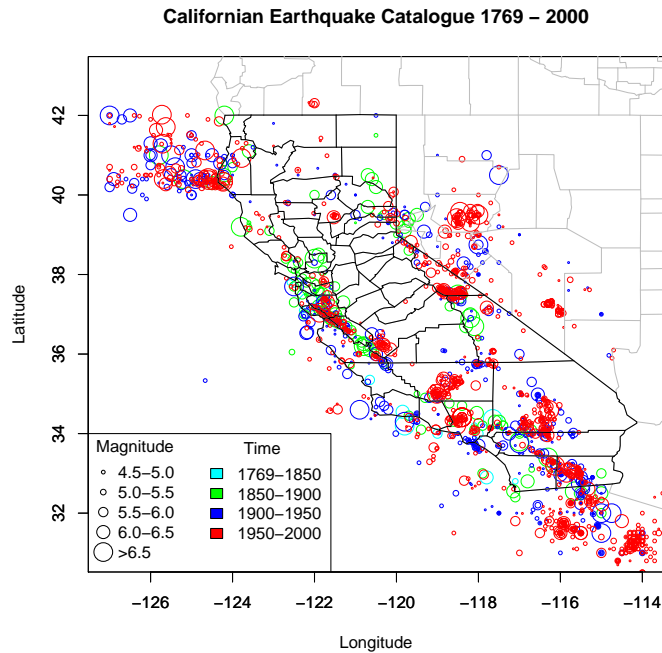 Californian Earthquake Catalogue 1769 – 2000
Latitude
42
40
38
36
34
32
Magnitude
4.5–5.0
5.0–5.5
5.5–6.0
6.0–6.5
>6.5
Time
1769–1850
1850–1900
1900–1950
1950–2000
−126 −124 −122 −120 −118 −116 −114
Longitude